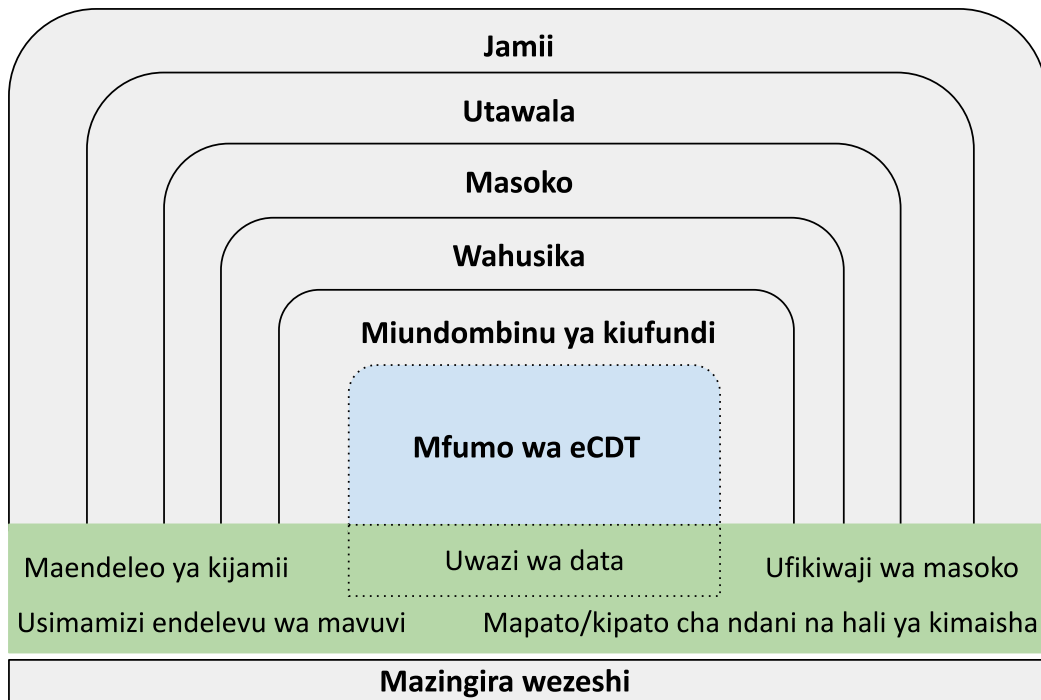 Jamii
Utawala
Masoko
Wahusika
Miundombinu ya kiufundi
Mfumo wa eCDT
Maendeleo ya kijamii
Uwazi wa data
Ufikiwaji wa masoko
Usimamizi endelevu wa mavuvi
Mapato/kipato cha ndani na hali ya kimaisha
Mazingira wezeshi